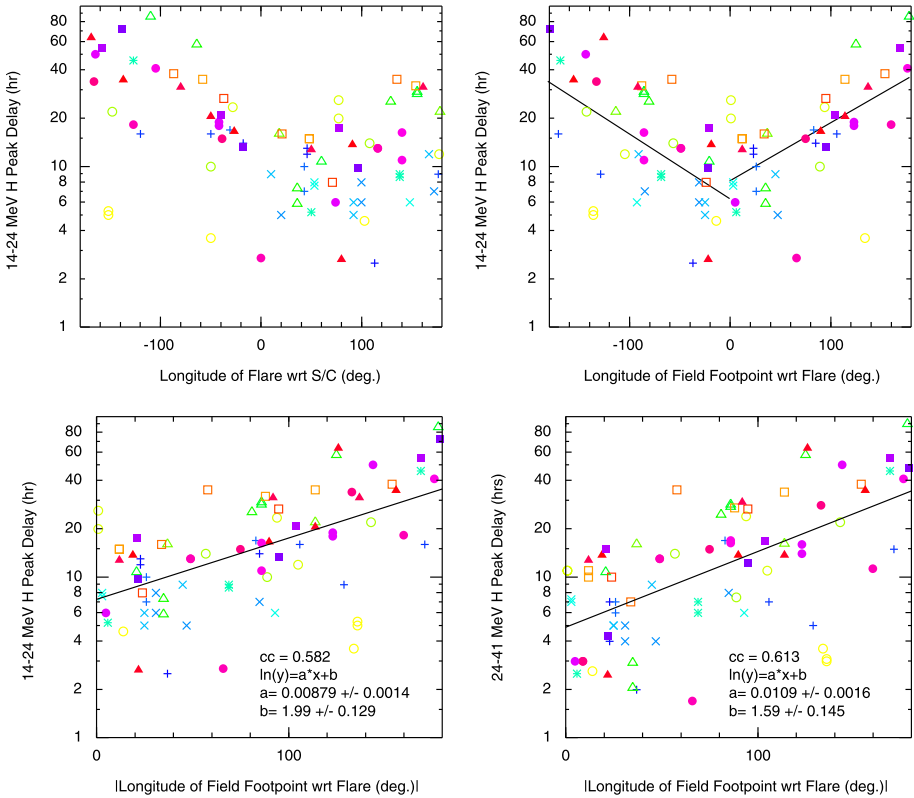 80
60
40
20
10
8
6
4
2
1
14-24 MeV H Peak Delay (hr)
-100 0 100
Longitude of Flare wrt S/C (deg.)
80
60
40
20
10
8
6
4
2
1
14-24 MeV H Peak Delay (hr)
-100 0 100
Longitude of Field Footpoint wrt Flare (deg.)
80
60
40
20
10
8
6
4
2
1
14-24 MeV H Peak Delay (hr)
cc = 0.582
ln(y)=a*x+b
a= 0.00879 +/- 0.0014
b= 1.99 +/- 0.129
0 100
|Longitude of Field Footpoint wrt Flare (deg.)|
80
60
40
20
10
8
6
4
2
1
24-41 MeV H Peak Delay (hrs)
cc = 0.613
ln(y)=a*x+b
a= 0.0109 +/- 0.0016
b= 1.59 +/- 0.145
0 100
|Longitude of Field Footpoint wrt Flare (deg.)|